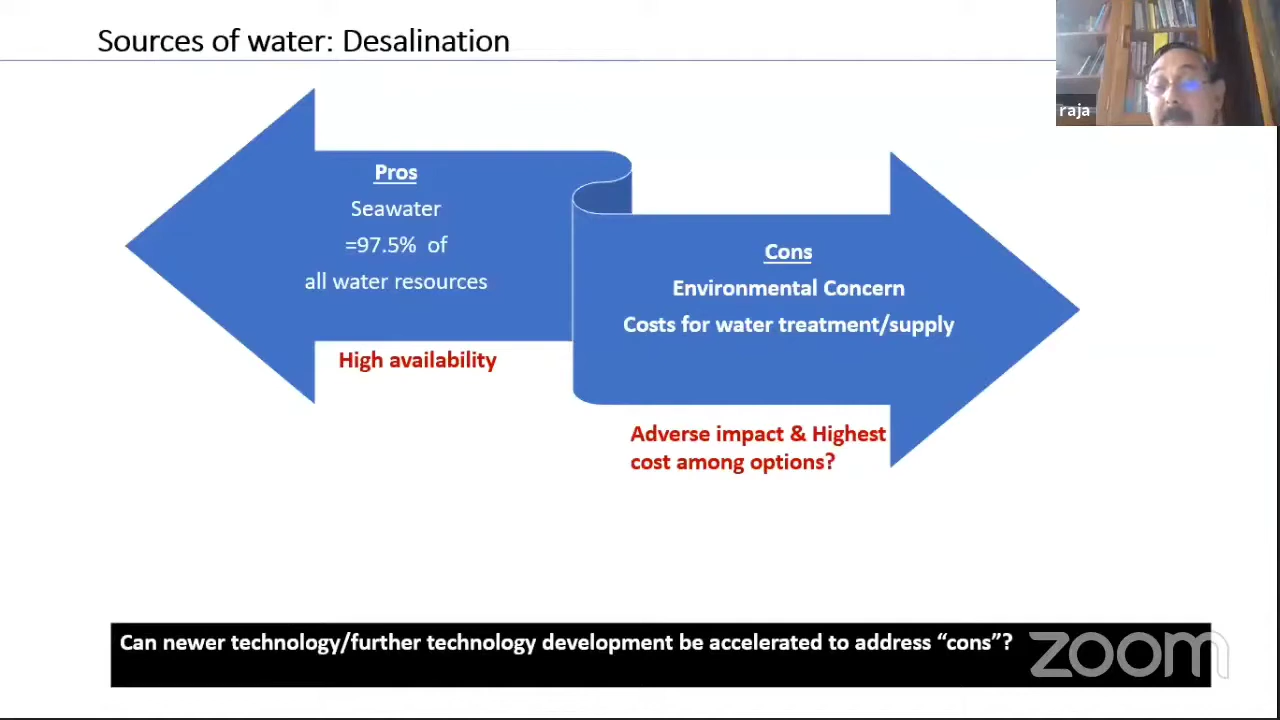 Sources of water: Desalination
raja
Pros
Seawater
=97.5% of
all water resources
High availability
Cons
Environmental Concern
Costs for water treatment/supply
Adverse impact & Highest
cost among options?
Can newer technology/further technology development be accelerated to address “cons”?
zoom